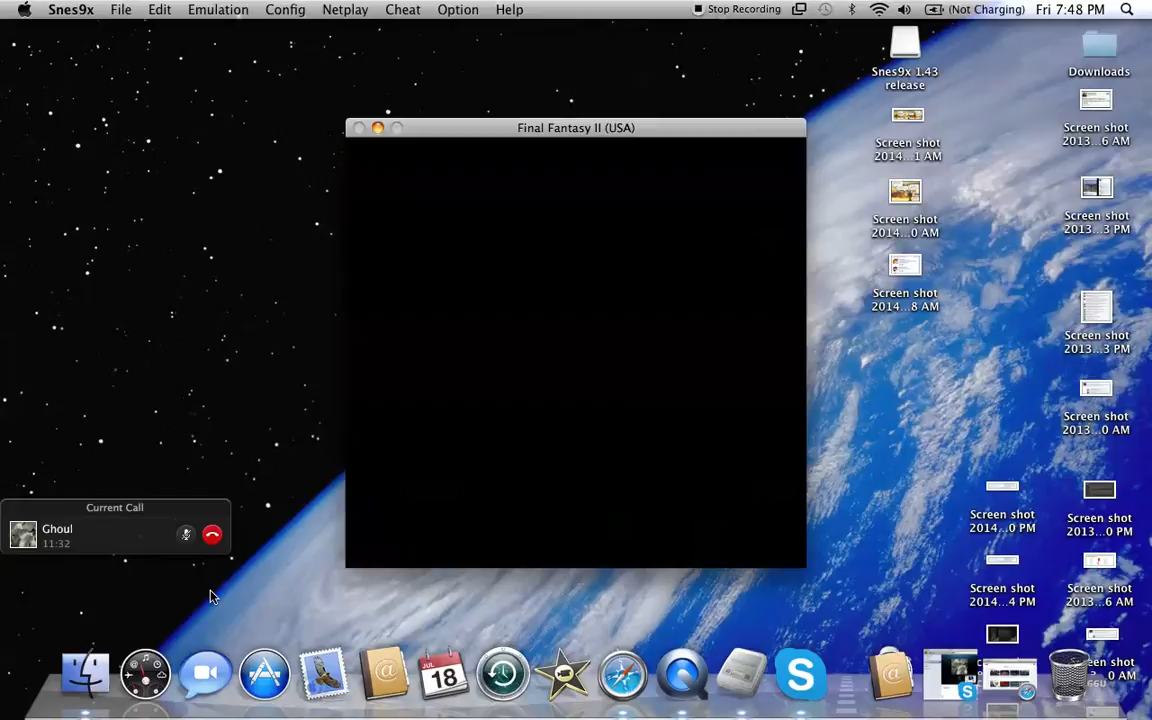 Snes9x File Edit Emulation Config Netplay Cheat Option Help Stop Recording (Not Charging) Fri 7:48 PM
Final Fantasy II (USA)
Snes9x 1.43
release
Downloads
Screen shot
2014...1 AM
Screen shot
2013...6 AM
Screen shot
2014...0 AM
Screen shot
2013...3 PM
Screen shot
2014...8 AM
Screen shot
2013...3 PM
Screen shot
2013...0 AM
Screen shot
2014...0 PM
Screen shot
2013...0 PM
Screen shot
2014...4 PM
Screen shot
2013...6 AM
Current Call
Ghoul
11:32
JUL
18